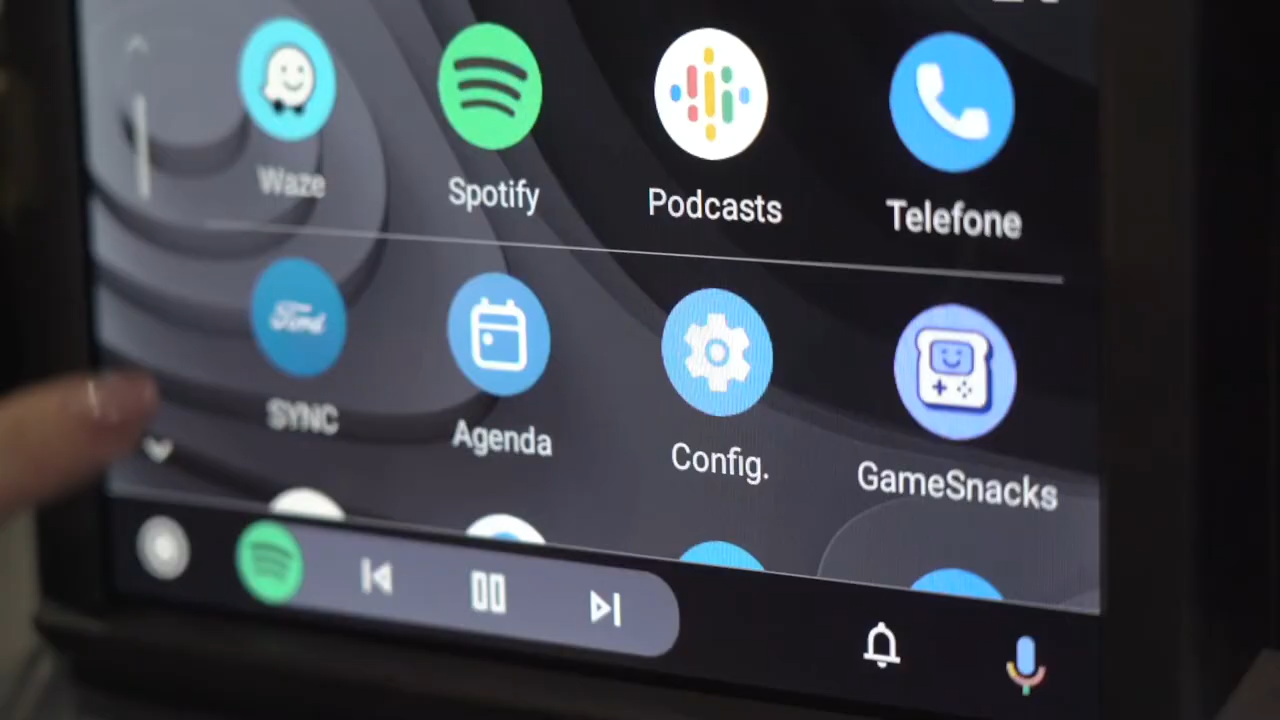 Waze Spotify Podcasts Telefone
Ford
SYNC Agenda Config. GameSnacks